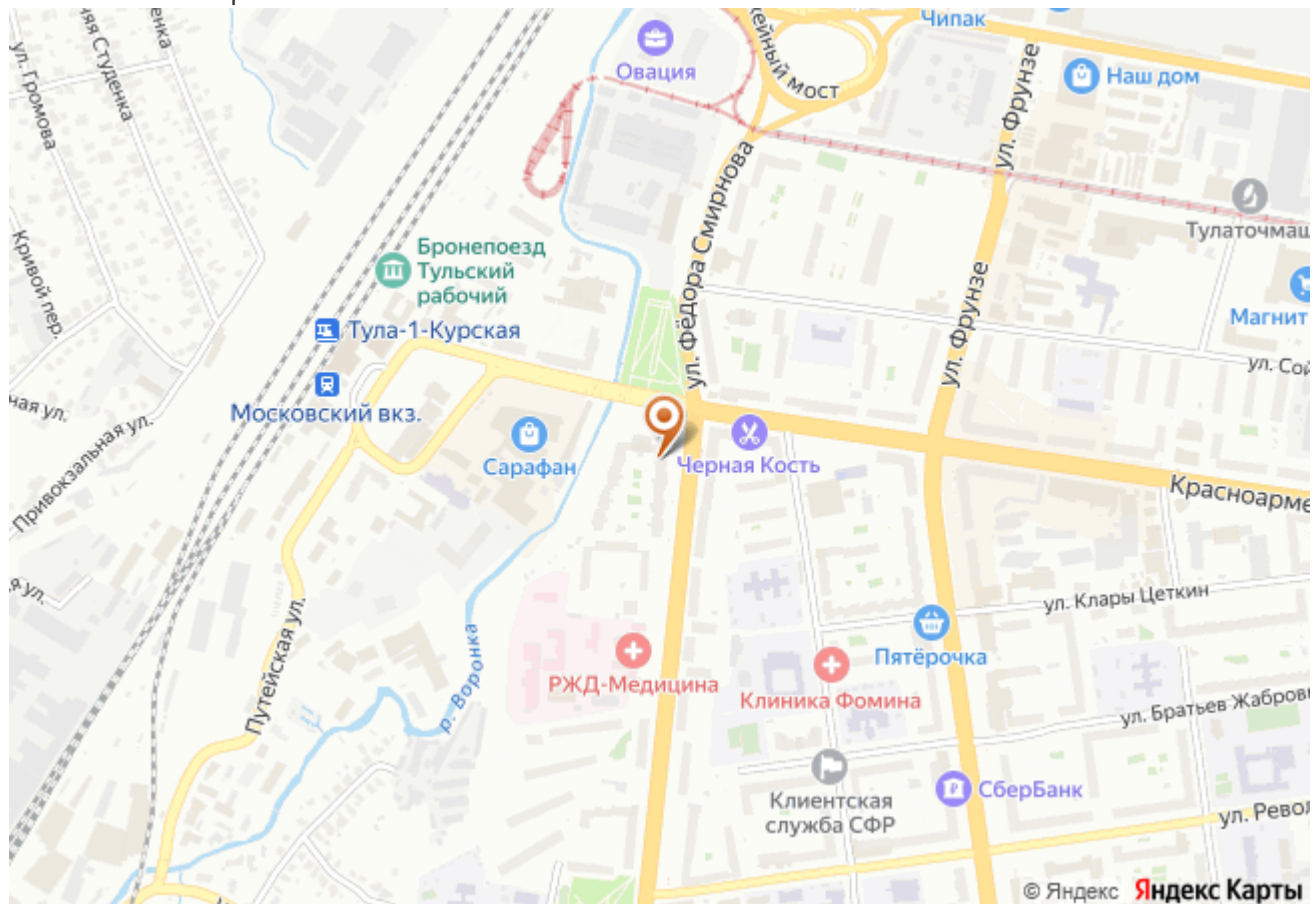 Чипак
Овация
Наш дом
ул. Громова
Студенка
ул. Фрунзе
мост
Тулаточмаш
Бронепоезд
Тульский
рабочий
ул. Фёдора Смирнова
Кривой пер.
Магнит
Тула-1-Курская
ул. Фрунзе
ул. Сой
Московский вкз.
Сарафан
Черная Кость
Привокзальная ул.
Красноарме
ул. Клары Цеткин
Пятёрочка
РЖД-Медицина
Клиника Фомина
Путейская ул.
р. Воронка
ул. Братьев Жабров
СберБанк
Клиентская
служба СФР
ул. Револ
© Яндекс Яндекс Карты